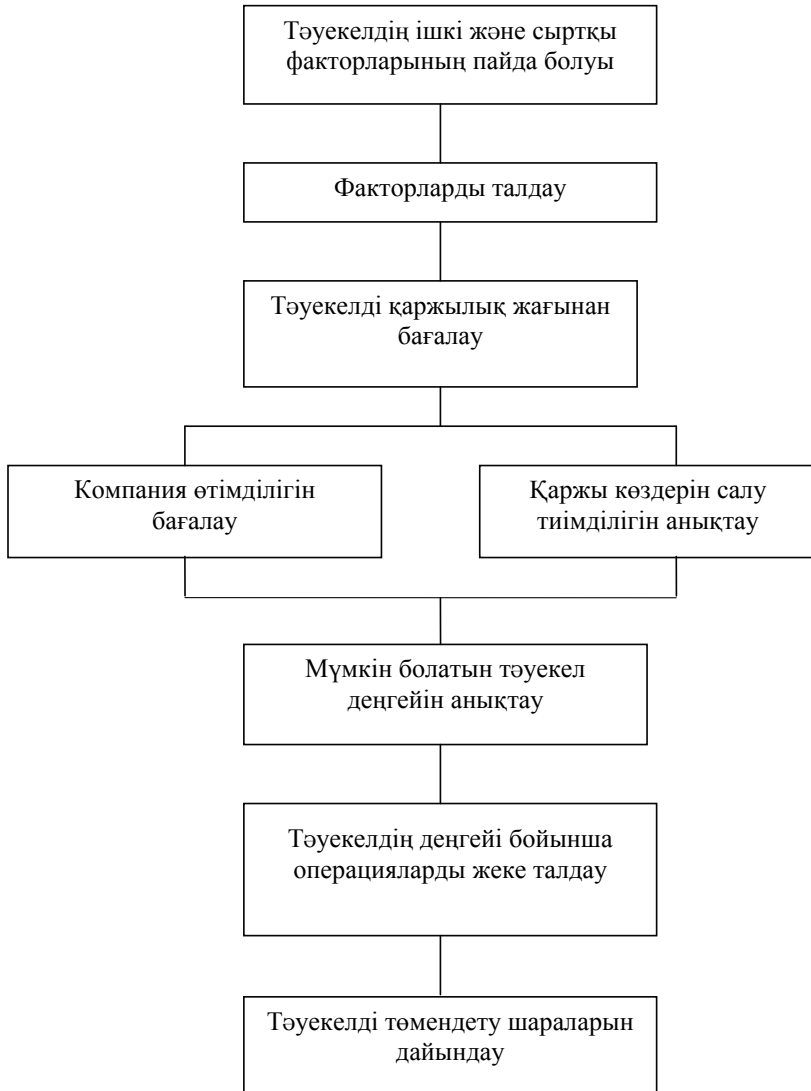 Тәуекелдің ішкі және сыртқы
факторларының пайда болуы
Факторларды талдау
Тәуекелді қаржылық жағынан
бағалау
Компания өтімділігін
бағалау
Қаржы көздерін салу
тиімділігін анықтау
Мүмкін болатын тәуекел
деңгейін анықтау
Тәуекелдің деңгейі бойынша
операцияларды жеке талдау
Тәуекелді төмендету шараларын
дайындау